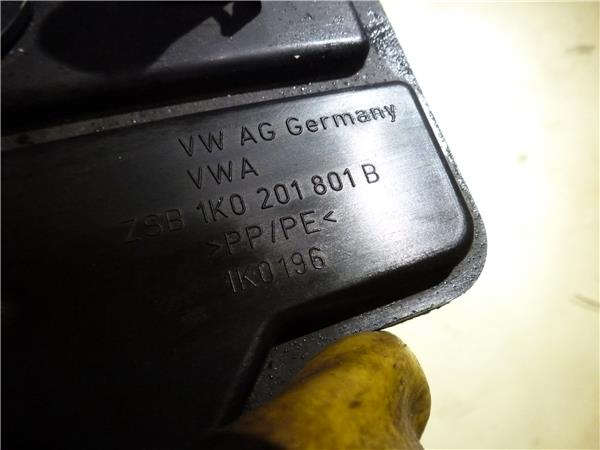 VW AG Germany
VWA
ZSB 1K0 201 801 B
>PP/PE<
1K0196